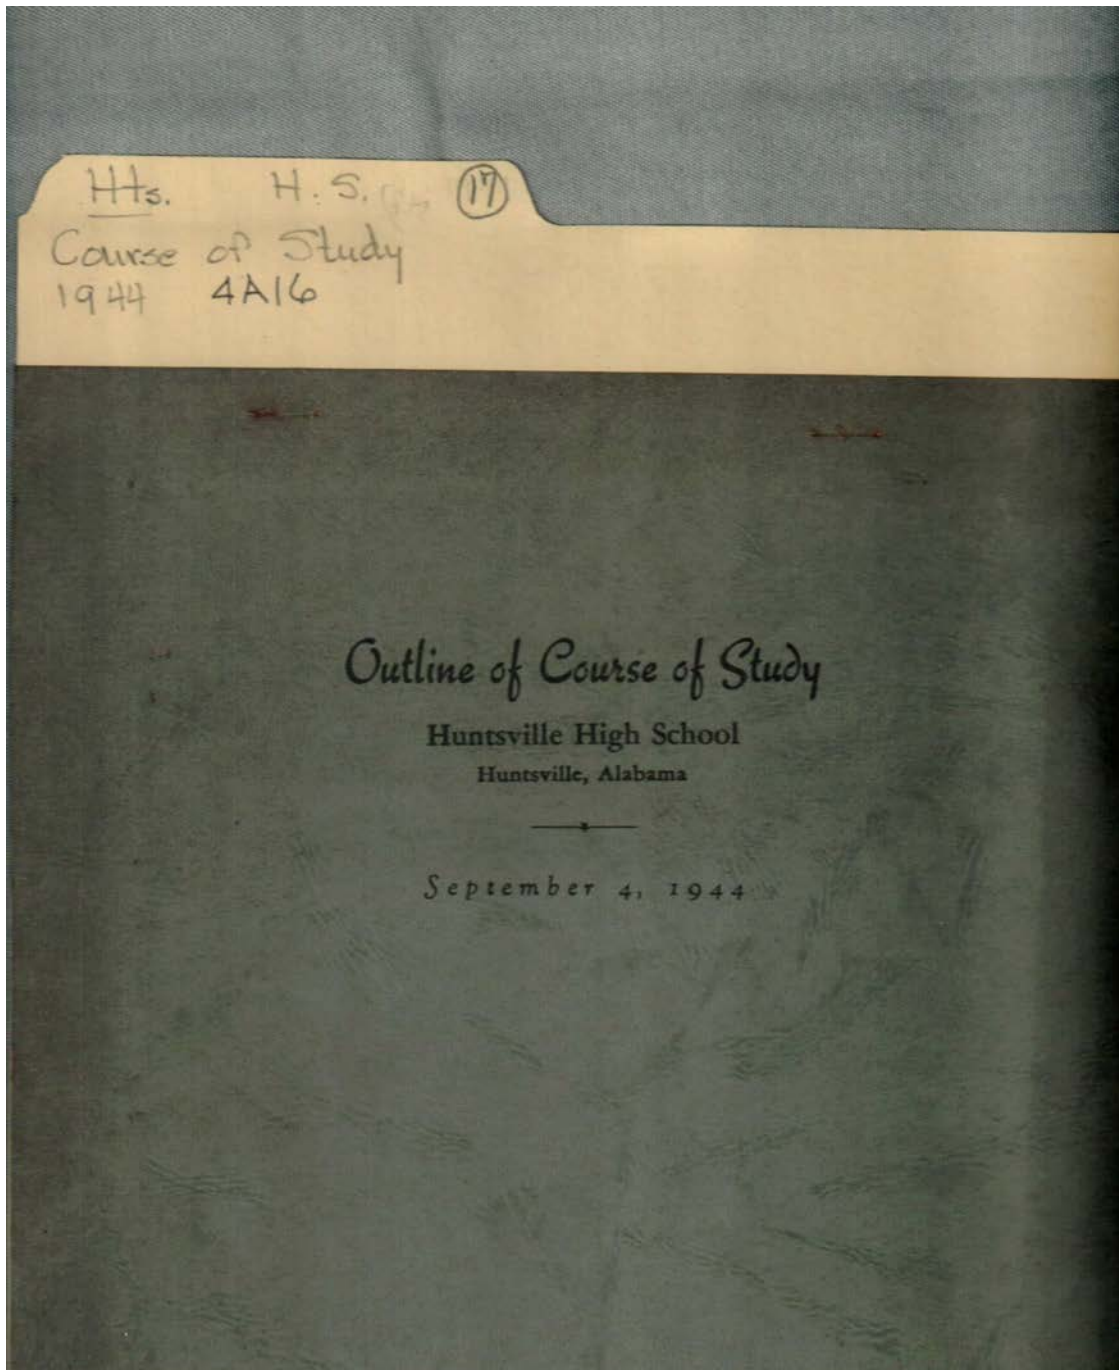 Hts. H.S. 17
Course of Study
1944 4A16
Outline of Course of Study
Huntsville High School
Huntsville, Alabama
September 4, 1944